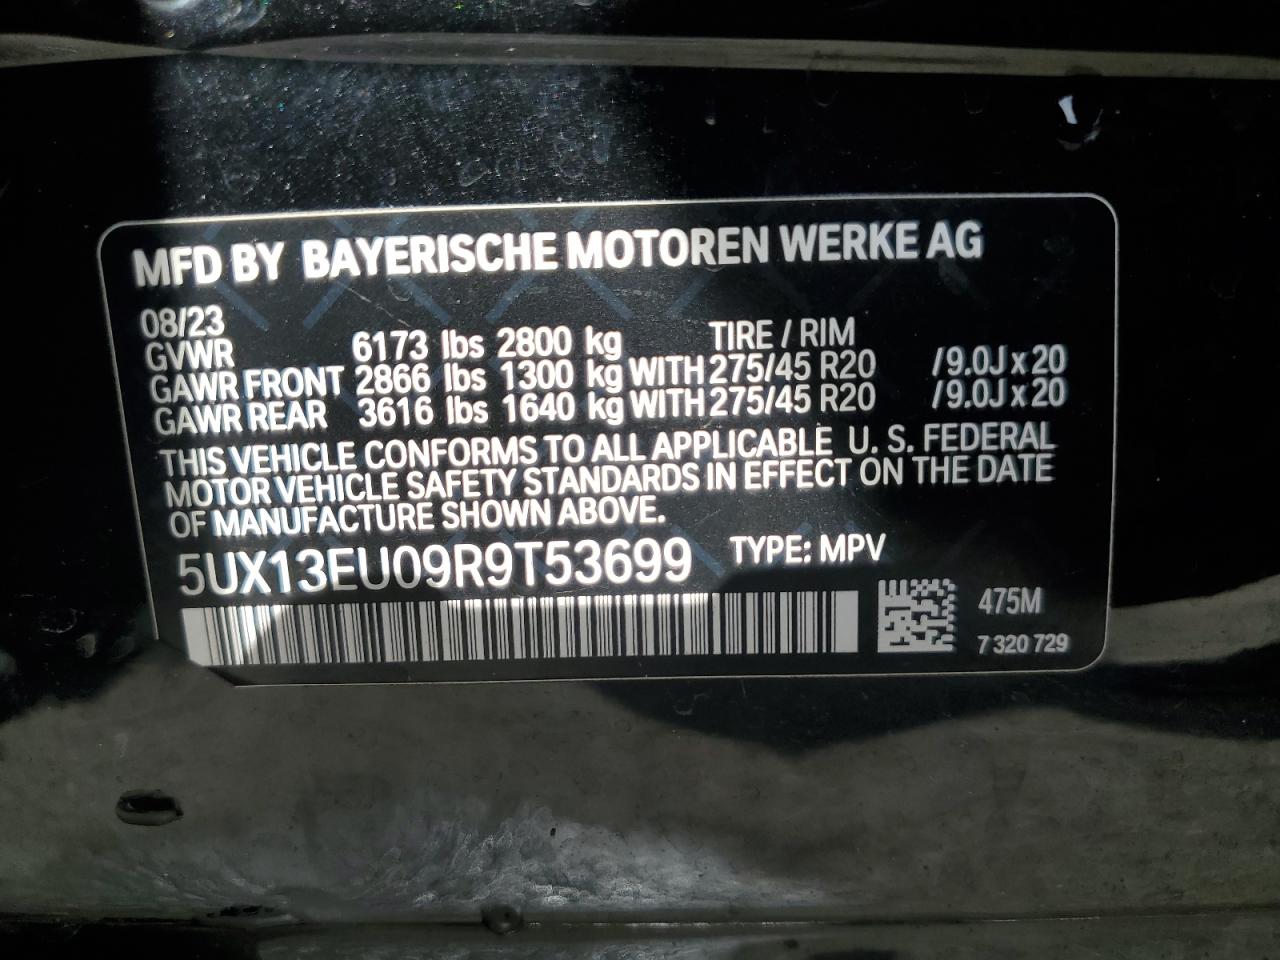 MFD BY BAYERISCHE MOTOREN WERKE AG
08/23
TIRE / RIM
GVWR 6173 lbs 2800 kg
GAWR FRONT 2866 lbs 1300 kg WITH 275/45 R20 /9.0J x 20
GAWR REAR 3616 lbs 1640 kg WITH 275/45 R20 /9.0J x 20
THIS VEHICLE CONFORMS TO ALL APPLICABLE U. S. FEDERAL
MOTOR VEHICLE SAFETY STANDARDS IN EFFECT ON THE DATE
OF MANUFACTURE SHOWN ABOVE.
5UX13EU09R9T53699 TYPE: MPV
475M
7 320 729